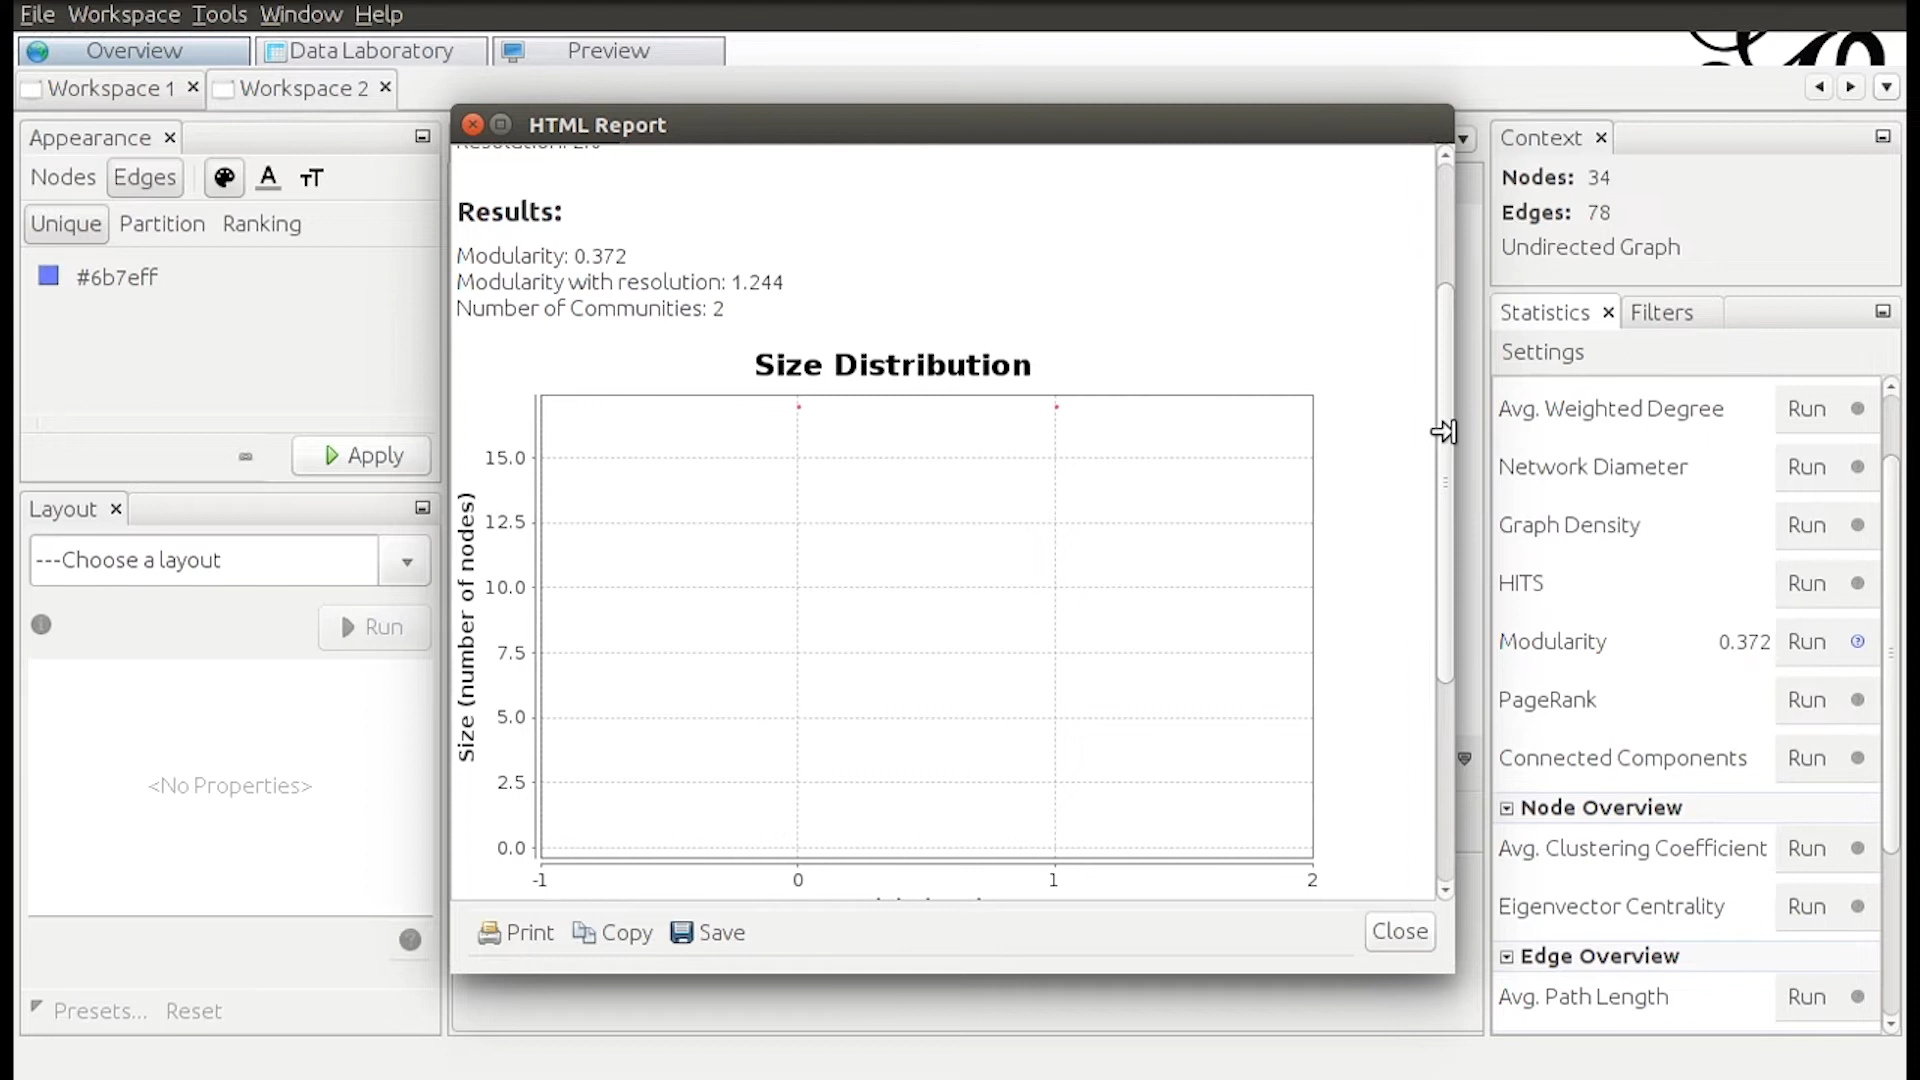 File Workspace Tools Window Help
Overview Data Laboratory Preview
Workspace 1 Workspace 2
Appearance
Nodes Edges A TT
Unique Partition Ranking
#6b7eff
Apply
Layout
---Choose a layout
Run
<No Properties>
Presets... Reset
HTML Report
Resolution: 2.0
Results:
Modularity: 0.372
Modularity with resolution: 1.244
Number of Communities: 2
Size Distribution
Size (number of nodes)
15.0
12.5
10.0
7.5
5.0
2.5
0.0
-1 0 1 2
Print Copy Save Close
Context
Nodes: 34
Edges: 78
Undirected Graph
Statistics Filters
Settings
Avg. Weighted Degree Run
Network Diameter Run
Graph Density Run
HITS Run
Modularity 0.372 Run
PageRank Run
Connected Components Run
Node Overview
Avg. Clustering Coefficient Run
Eigenvector Centrality Run
Edge Overview
Avg. Path Length Run